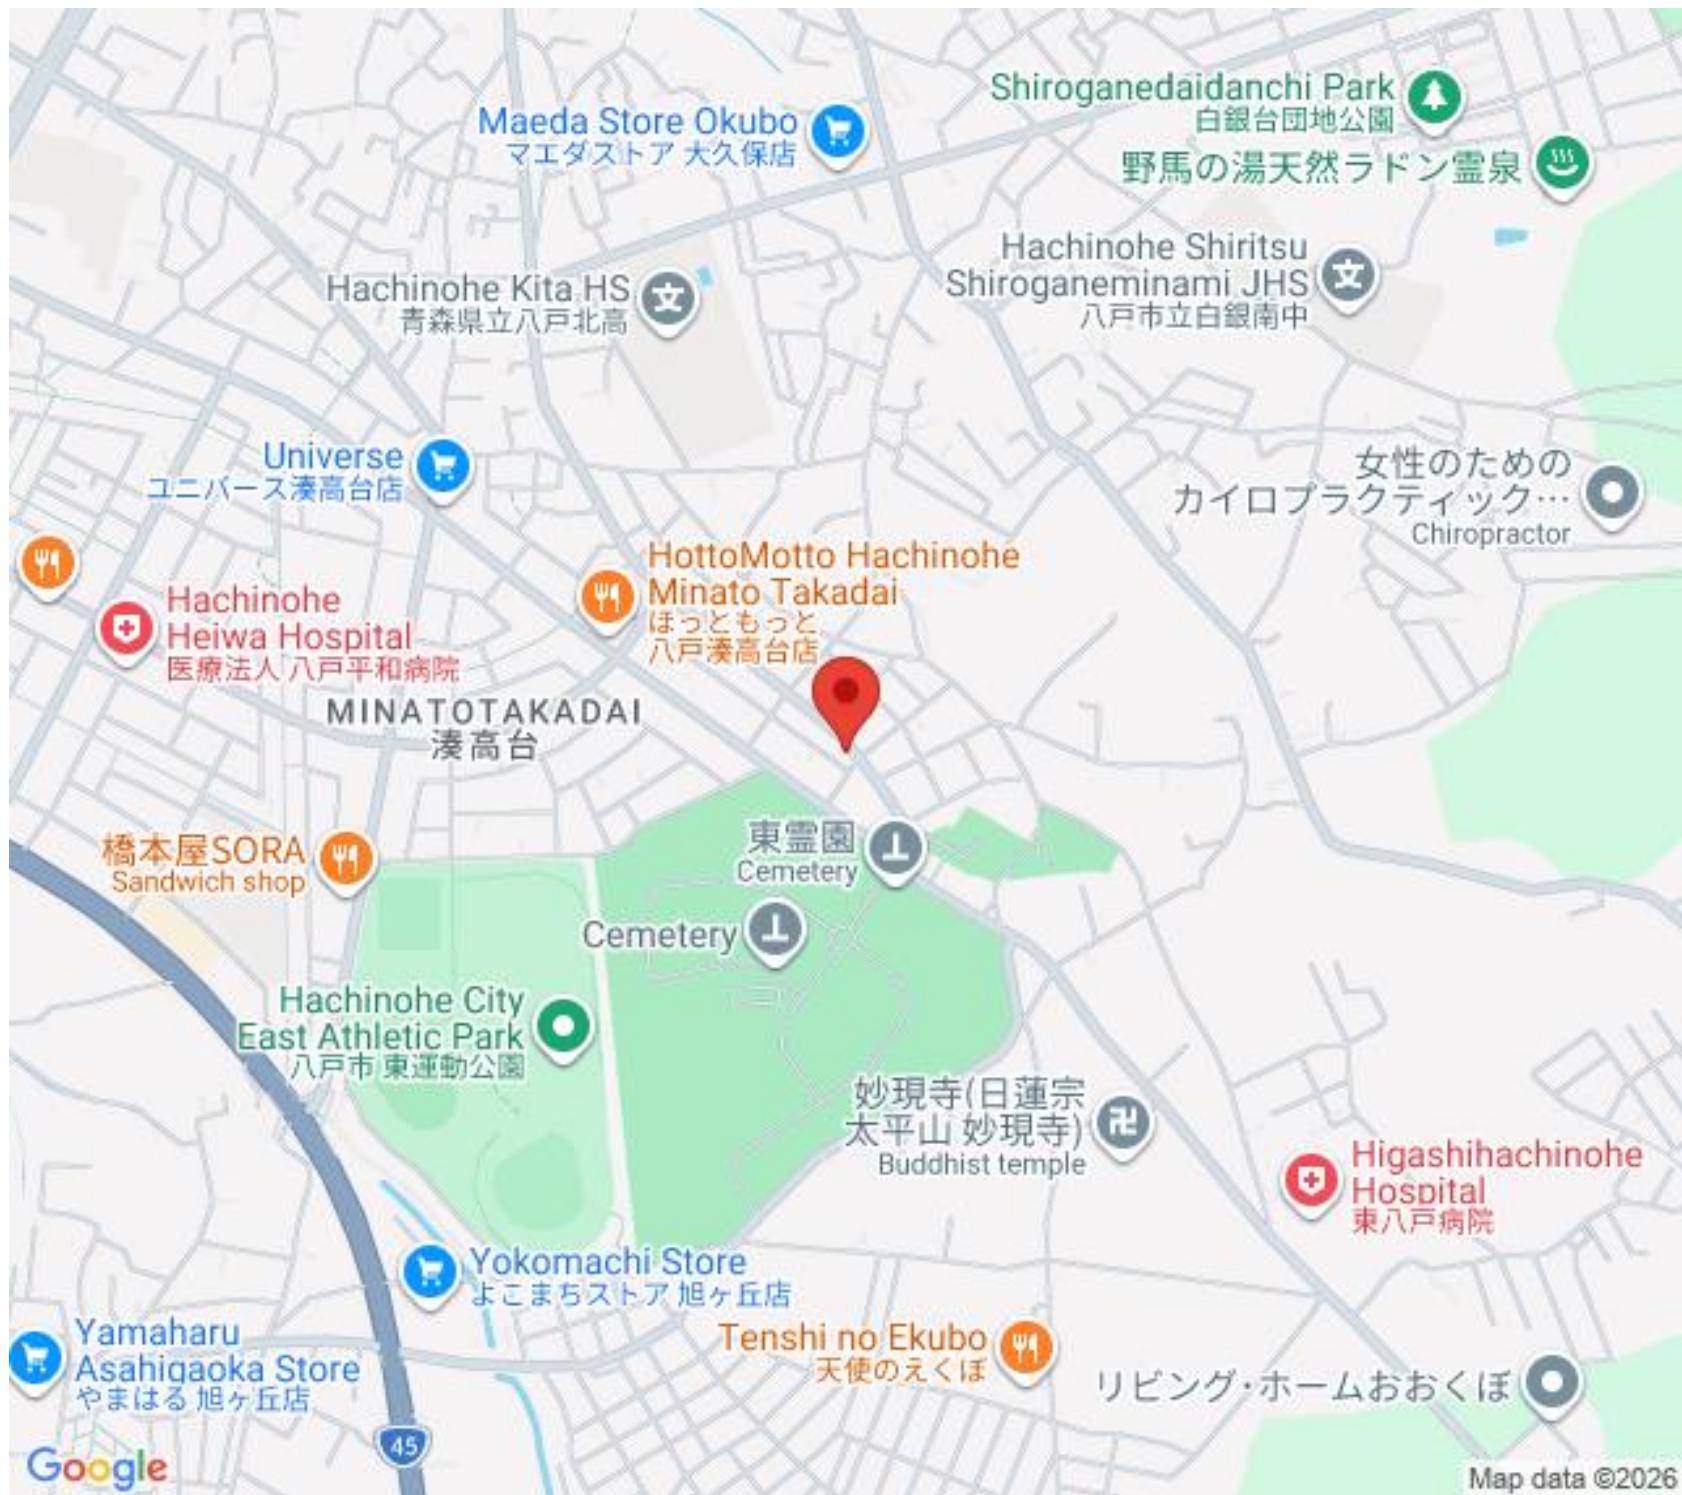 Shiroganedaidanchi Park
白銀台団地公園
Maeda Store Okubo
マエダストア 大久保店
野馬の湯天然ラドン霊泉
Hachinohe Shiritsu
Shiroganeminami JHS
八戸市立白銀南中
Hachinohe Kita HS
青森県立八戸北高
Universe
ユニバース湊高台店
女性のための
カイロプラクティック…
Chiropractor
HottoMotto Hachinohe
Minato Takadai
ほっともっと
八戸湊高台店
Hachinohe
Heiwa Hospital
医療法人 八戸平和病院
MINATOTAKADAI
湊高台
橋本屋SORA
Sandwich shop
東霊園
Cemetery
Cemetery
Hachinohe City
East Athletic Park
八戸市 東運動公園
妙現寺(日蓮宗
太平山 妙現寺)
Buddhist temple
Higashihachinohe
Hospital
東八戸病院
Yokomachi Store
よこまちストア 旭ヶ丘店
Yamaharu
Asahigaoka Store
やまはる 旭ヶ丘店
Tenshi no Ekubo
天使のえくぼ
リビング・ホームおおくぼ
45
Google
Map data ©2026